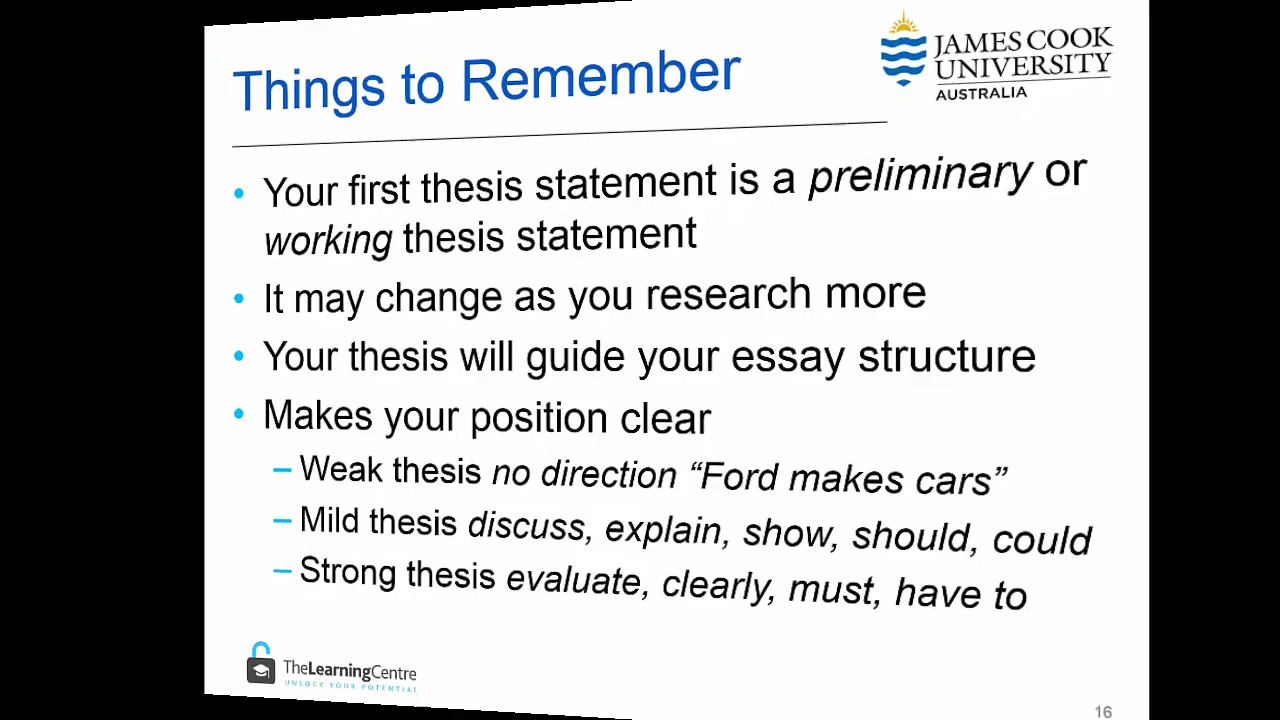 Things to Remember
JAMES COOK
UNIVERSITY
AUSTRALIA
• Your first thesis statement is a preliminary or
working thesis statement
• It may change as you research more
• Your thesis will guide your essay structure
• Makes your position clear
– Weak thesis no direction “Ford makes cars”
– Mild thesis discuss, explain, show, should, could
– Strong thesis evaluate, clearly, must, have to
TheLearningCentre
UNLOCK YOUR POTENTIAL
16